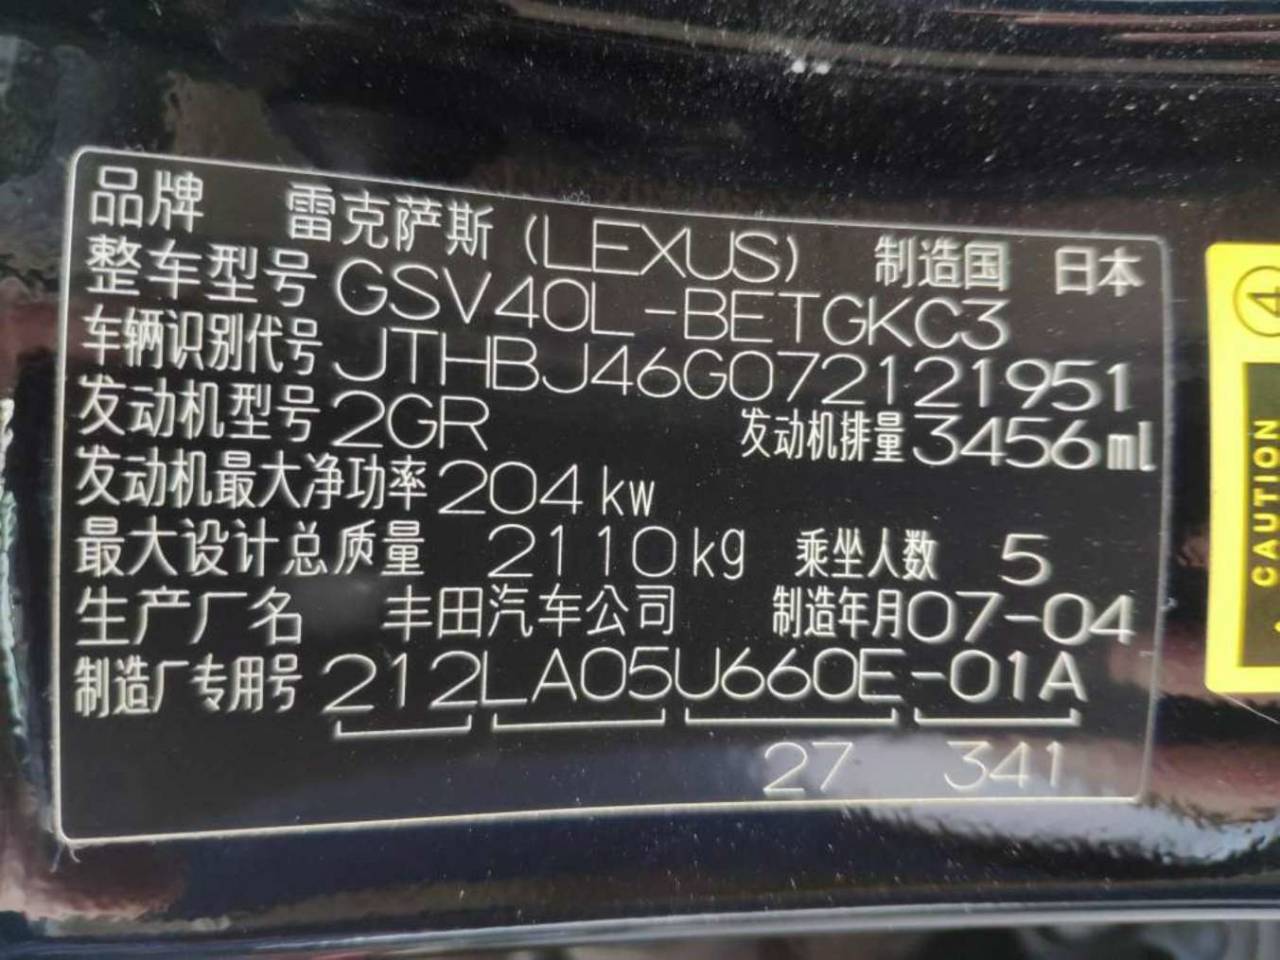 品牌 雷克萨斯(LEXUS) 制造国 日本
整车型号 GSV40L-BETGKC3
车辆识别代号 JTHBJ46G072121951
发动机型号 2GR 发动机排量 3456ml
发动机最大净功率 204kw
最大设计总质量 2110kg 乘坐人数 5
生产厂名 丰田汽车公司 制造年月 07-04
制造厂专用号 212LA05U660E-01A
27 341
4
CAUTION